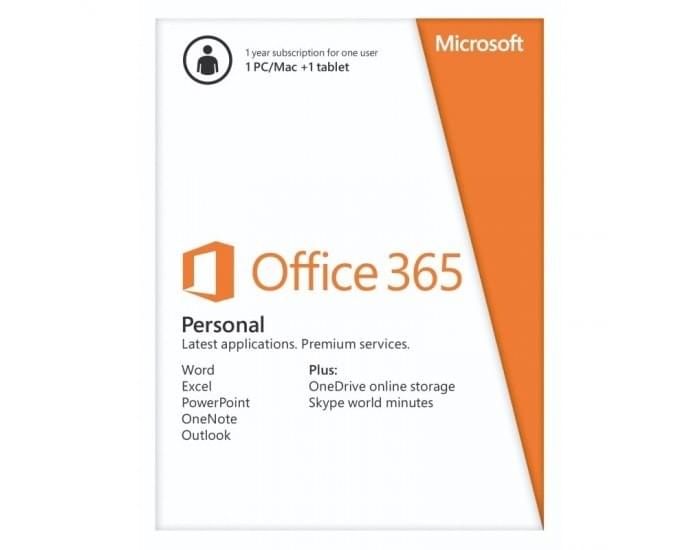 1 year subscription for one user
1 PC/Mac +1 tablet
Microsoft
Office 365
Personal
Latest applications. Premium services.
Word
Excel
PowerPoint
OneNote
Outlook
Plus:
OneDrive online storage
Skype world minutes